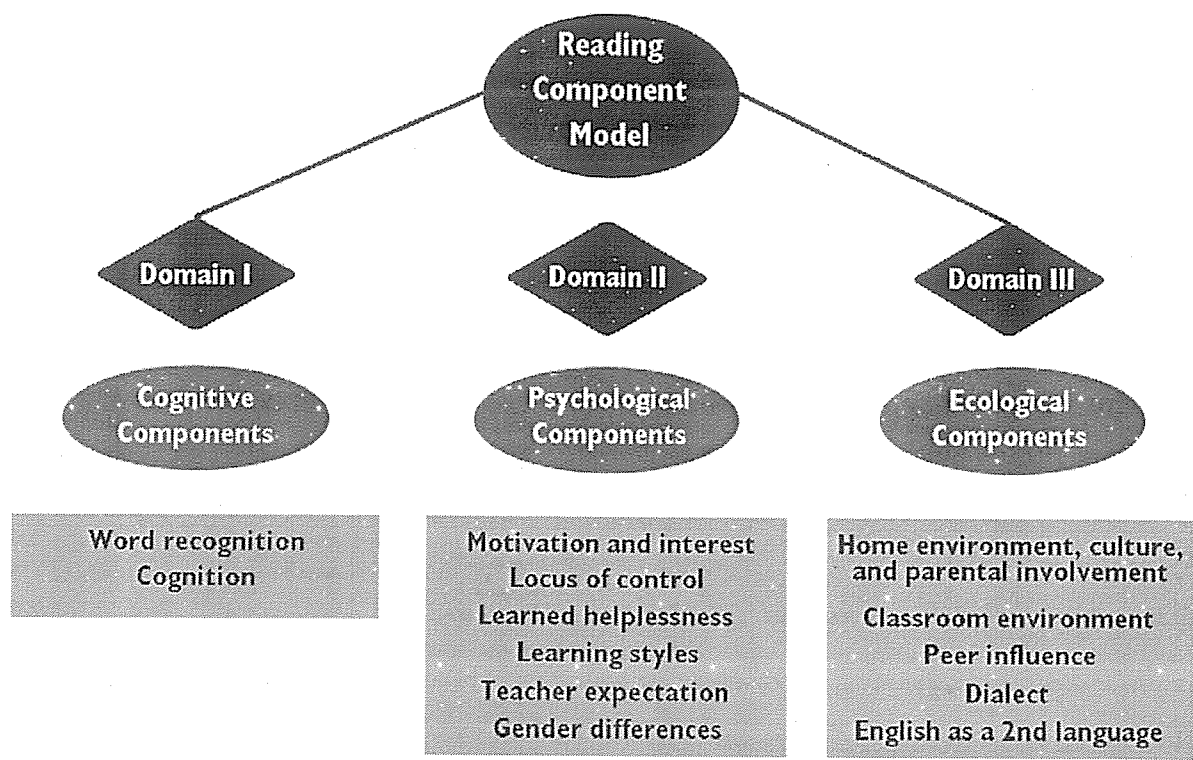 Reading
Component
Model
Domain I
Domain II
Domain III
Cognitive
Components
Psychological
Components
Ecological
Components
Word recognition
Cognition
Motivation and interest
Locus of control
Learned helplessness
Learning styles
Teacher expectation
Gender differences
Home environment, culture,
and parental involvement
Classroom environment
Peer influence
Dialect
English as a 2nd language